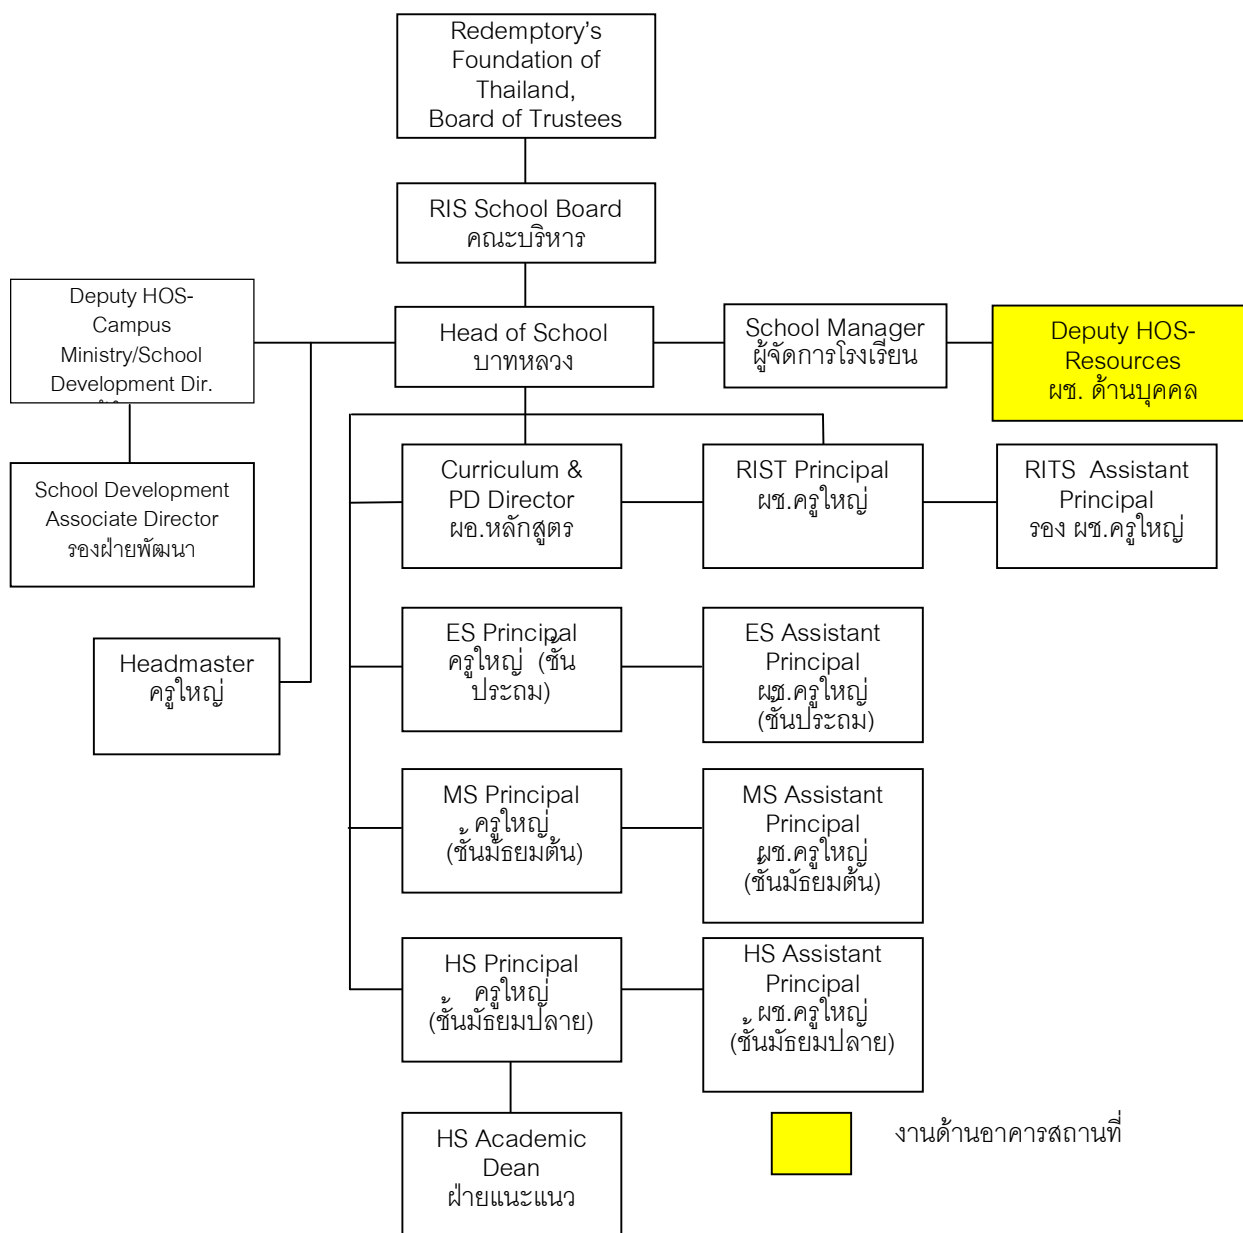 Redemptory's
Foundation of
Thailand,
Board of Trustees
RIS School Board
คณะบริหาร
Deputy HOS-
Campus
Ministry/School
Development Dir.
Head of School
บาทหลวง
School Manager
ผู้จัดการโรงเรียน
Deputy HOS-
Resources
ผช. ด้านบุคคล
School Development
Associate Director
รองฝ่ายพัฒนา
Curriculum &
PD Director
ผอ.หลักสูตร
RIST Principal
ผช.ครูใหญ่
RITS Assistant
Principal
รอง ผช.ครูใหญ่
Headmaster
ครูใหญ่
ES Principal
ครูใหญ่ (ชั้น
ประถม)
ES Assistant
Principal
ผช.ครูใหญ่
(ชั้นประถม)
MS Principal
ครูใหญ่
(ชั้นมัธยมต้น)
MS Assistant
Principal
ผช.ครูใหญ่
(ชั้นมัธยมต้น)
HS Principal
ครูใหญ่
(ชั้นมัธยมปลาย)
HS Assistant
Principal
ผช.ครูใหญ่
(ชั้นมัธยมปลาย)
HS Academic
Dean
ฝ่ายแนะแนว
งานด้านอาคารสถานที่